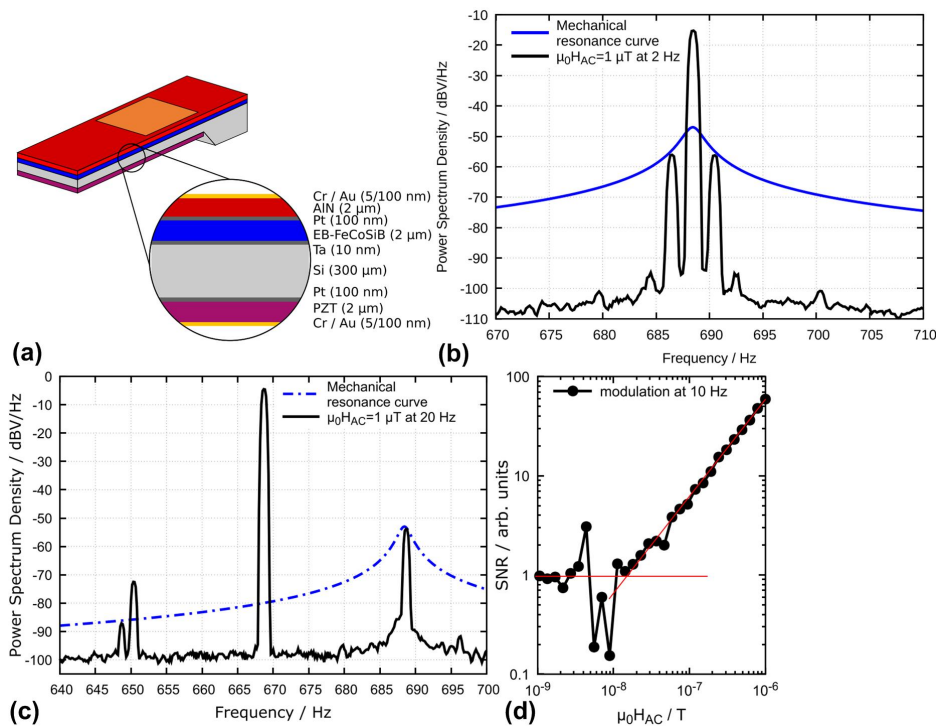 Cr / Au (5/100 nm)
AlN (2 µm)
Pt (100 nm)
EB-FeCoSiB (2 µm)
Ta (10 nm)
Si (300 µm)
Pt (100 nm)
PZT (2 µm)
Cr / Au (5/100 nm)
(a)
-10
-20
-30
-40
-50
-60
-70
-80
-90
-100
-110
Power Spectrum Density / dBV/Hz
Mechanical
resonance curve
µ₀H_AC=1 µT at 2 Hz
670 675 680 685 690 695 700 705 710
Frequency / Hz
(b)
0
-10
-20
-30
-40
-50
-60
-70
-80
-90
-100
Power Spectrum Density / dBV/Hz
Mechanical
resonance curve
µ₀H_AC=1 µT at 20 Hz
640 645 650 655 660 665 670 675 680 685 690 695 700
Frequency / Hz
(c)
100
10
1
0.1
SNR / arb. units
modulation at 10 Hz
10⁻⁹ 10⁻⁸ 10⁻⁷ 10⁻⁶
µ₀H_AC / T
(d)